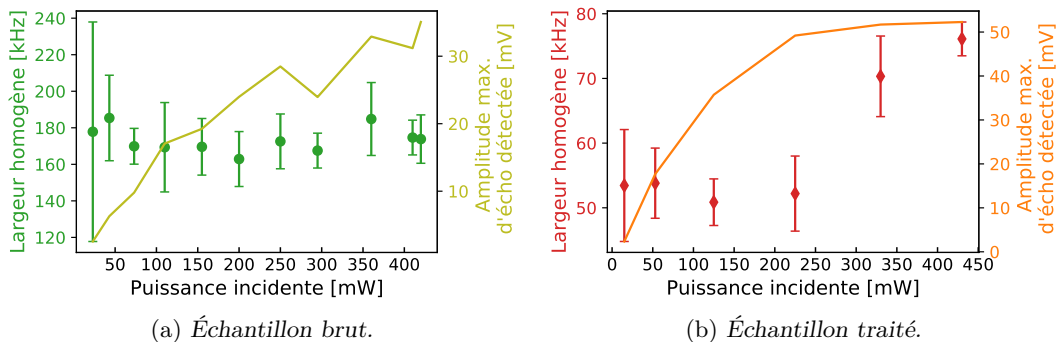 240
220
200
180
160
140
120
Largeur homogène [kHz]
50 100 150 200 250 300 350 400
Puissance incidente [mW]
30
20
10
Amplitude max.
d'écho détectée [mV]
(a) Échantillon brut.
80
70
60
50
Largeur homogène [kHz]
0 50 100 150 200 250 300 350 400 450
Puissance incidente [mW]
50
40
30
20
10
0
Amplitude max.
d'écho détectée [mV]
(b) Échantillon traité.